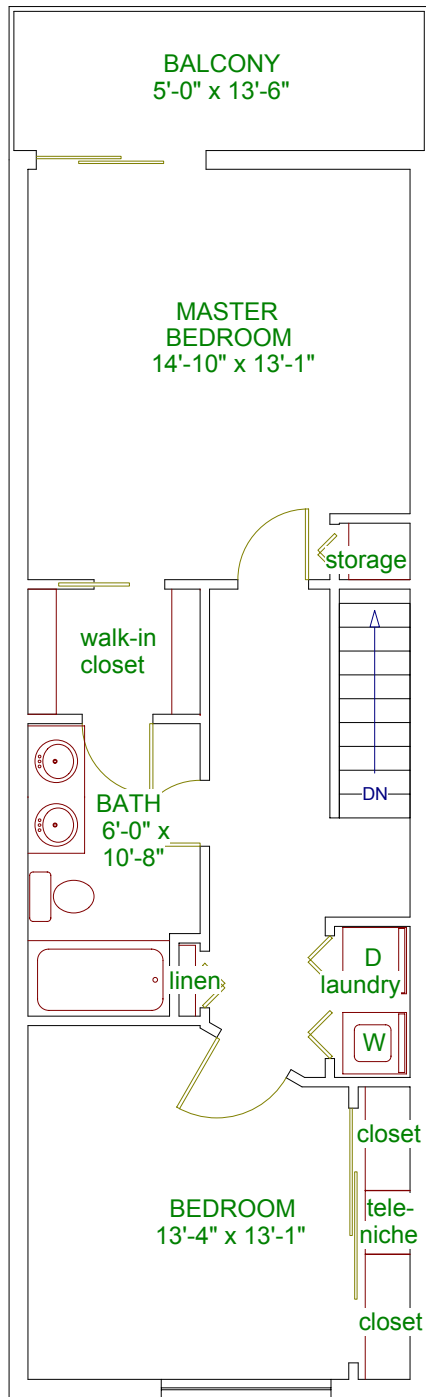 BALCONY
5'-0" x 13'-6"
MASTER
BEDROOM
14'-10" x 13'-1"
storage
walk-in
closet
DN
BATH
6'-0" x
10'-8"
linen
D
laundry
W
closet
BEDROOM
13'-4" x 13'-1"
tele-
niche
closet